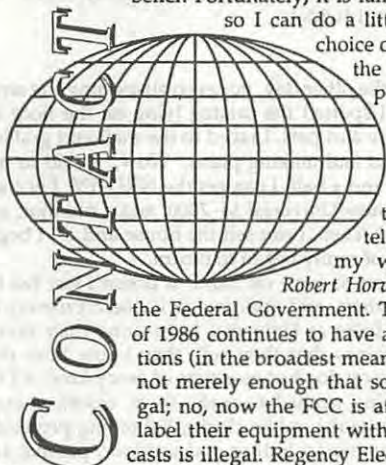 CONTACT
so I can do a litt
choice o
the
p
t
tel
my w
Robert Horv
the Federal Government. T
of 1986 continues to have a
tions (in the broadest mean
not merely enough that so
gal; no, now the FCC is af
label their equipment with
casts is illegal. Regency Ele